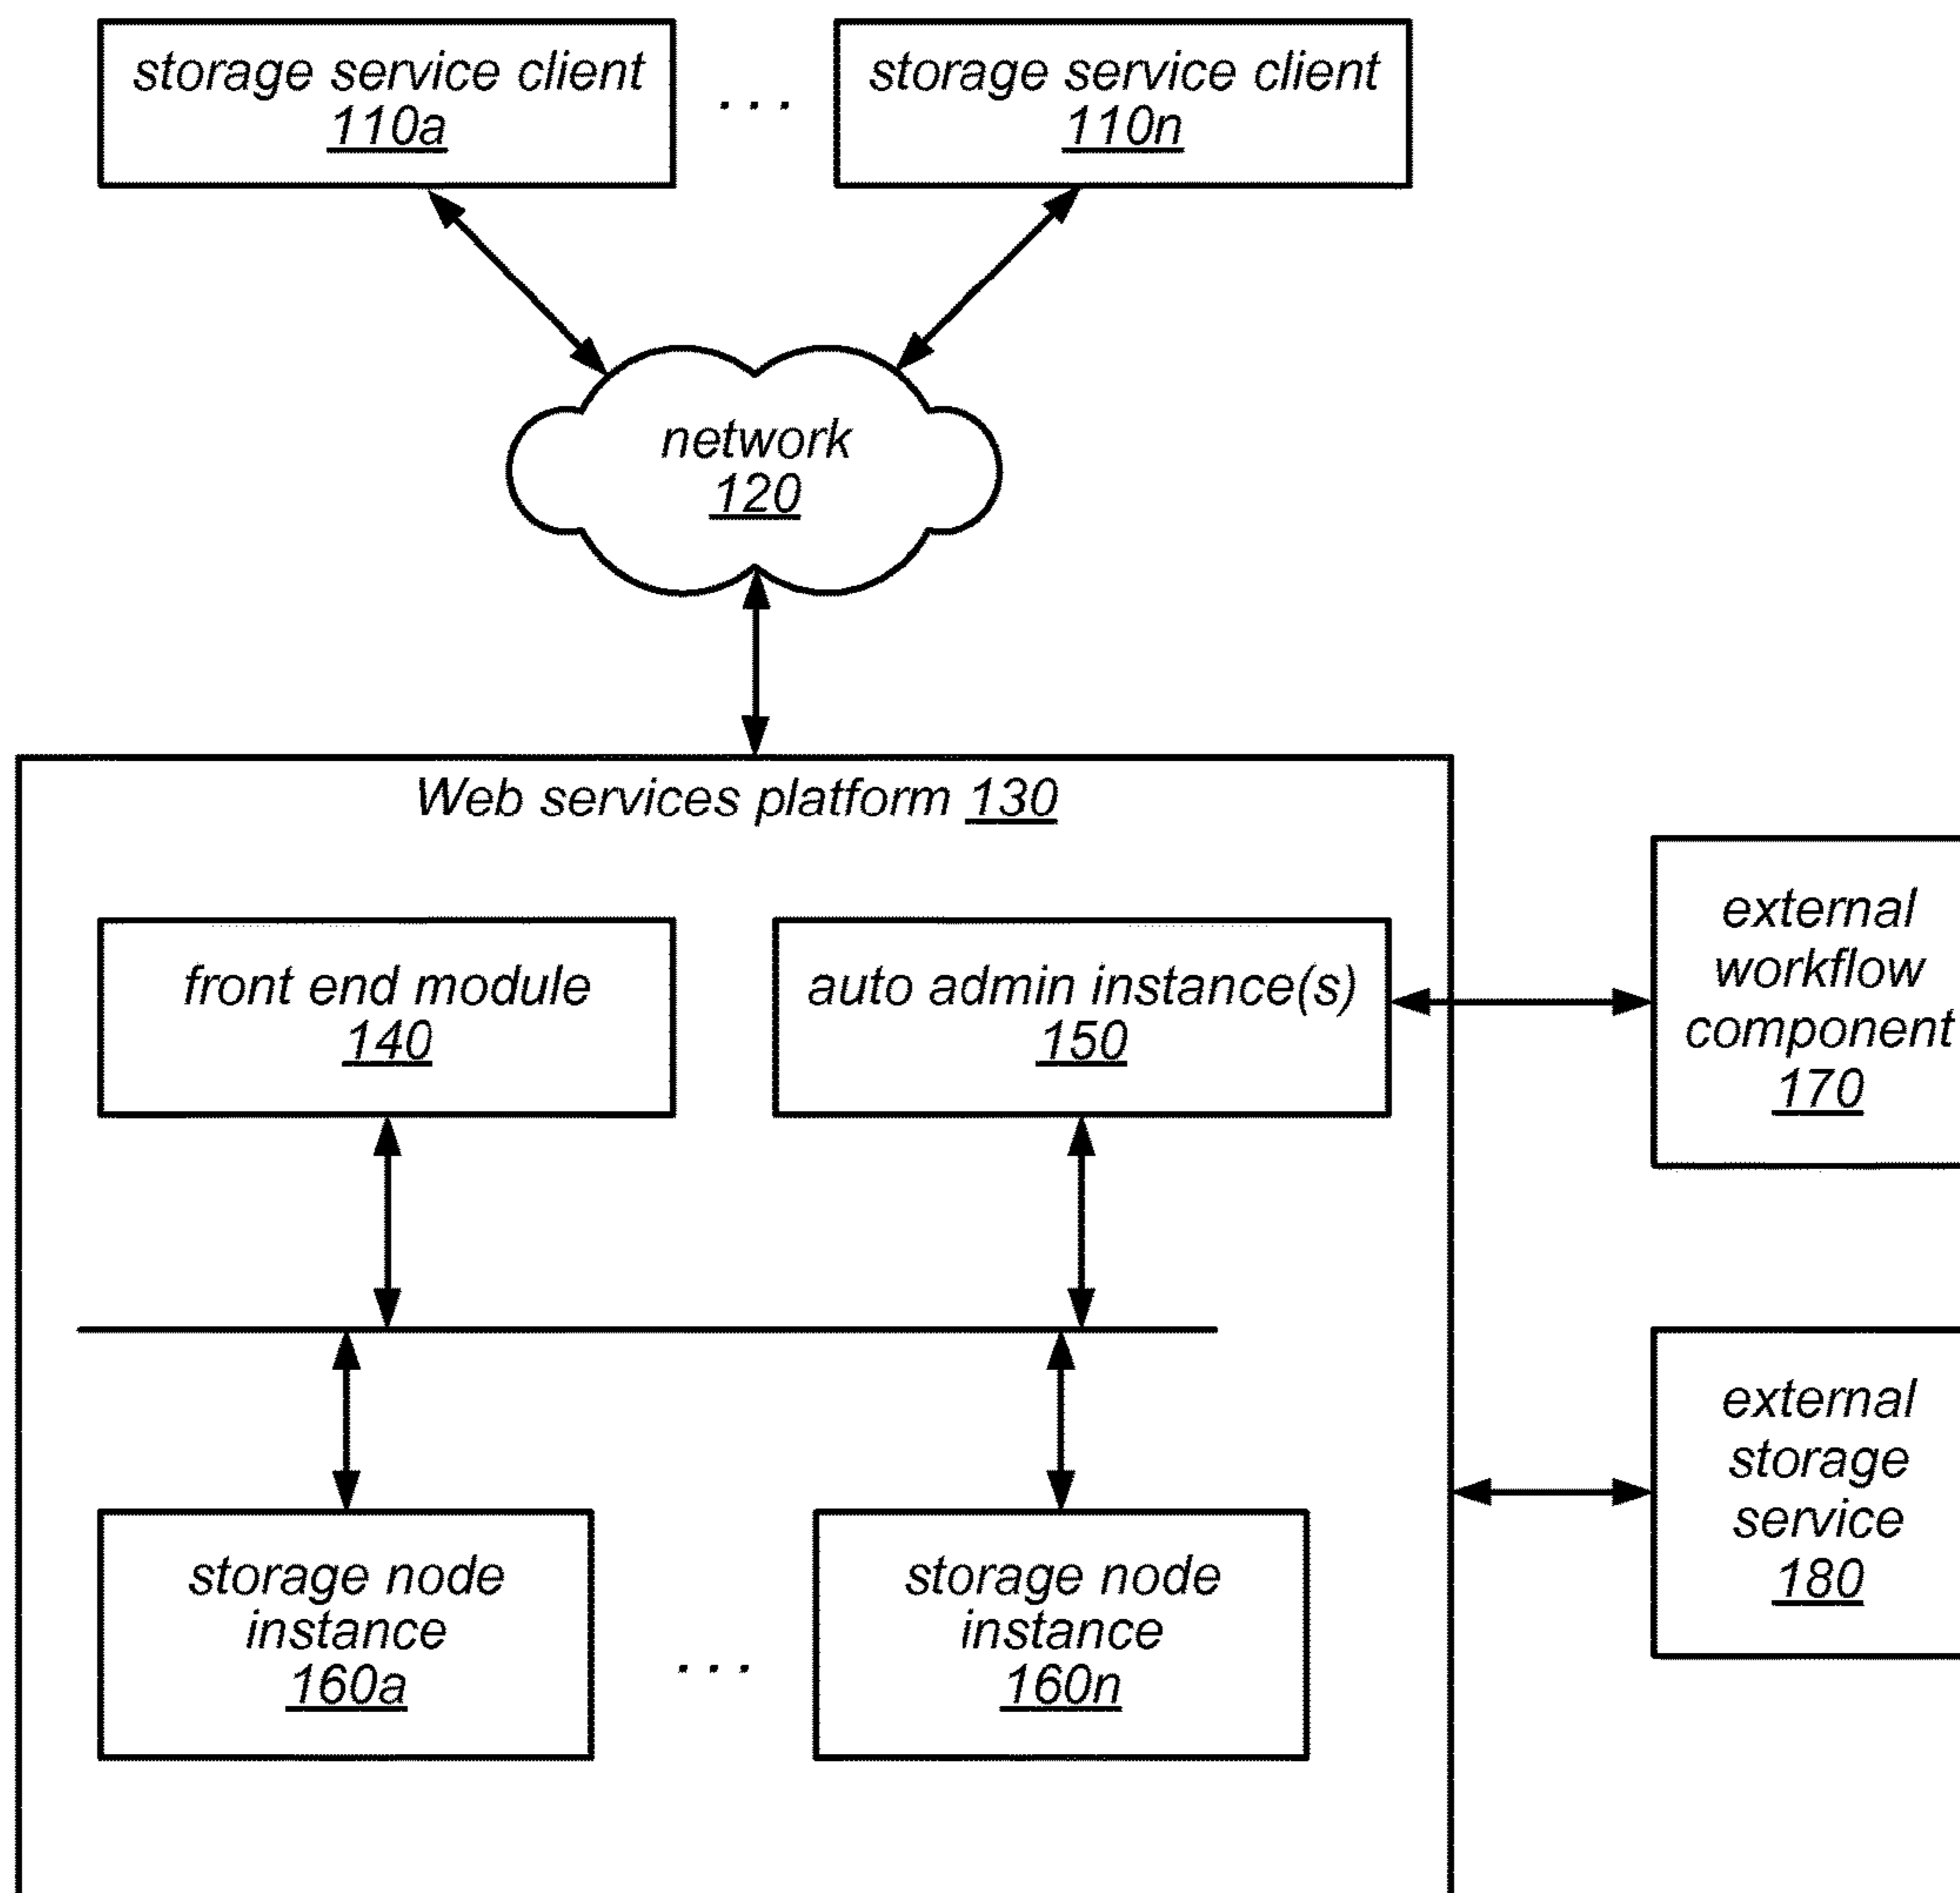 storage service client
110a
. . .
storage service client
110n
network
120
Web services platform 130
front end module
140
auto admin instance(s)
150
external
workflow
component
170
external
storage
service
180
storage node
instance
160a
. . .
storage node
instance
160n